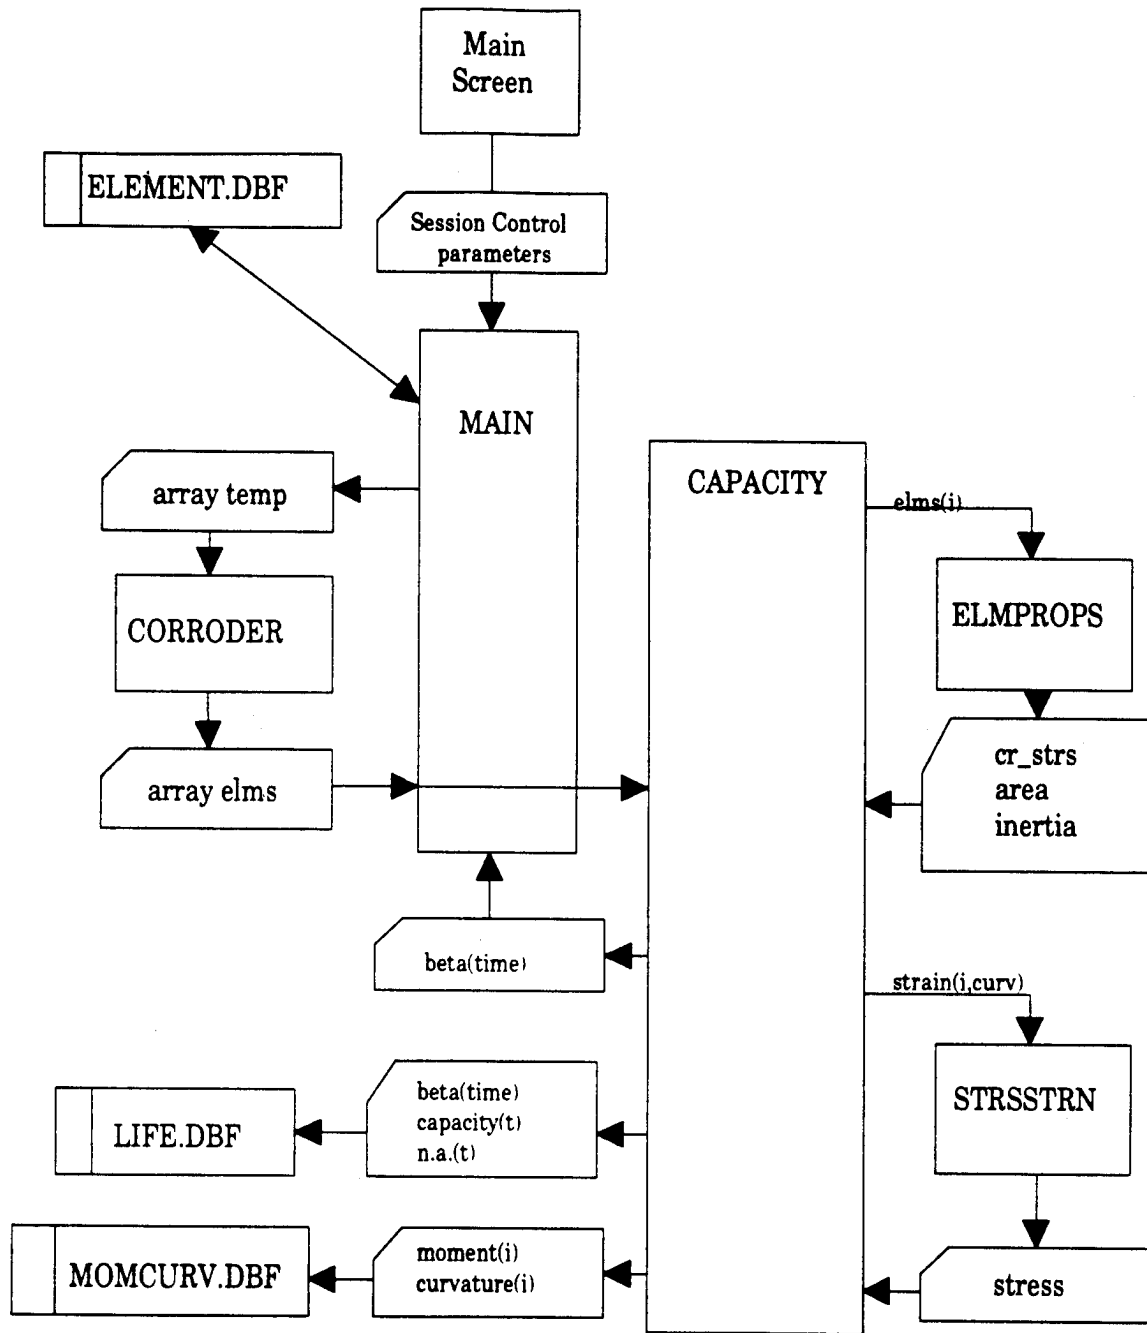 Main
Screen
ELEMENT.DBF
Session Control
parameters
MAIN
array temp
CAPACITY
elms(i)
CORRODER
ELMPROPS
array elms
cr_strs
area
inertia
beta(time)
strain(i,curv)
beta(time)
capacity(t)
n.a.(t)
LIFE.DBF
STRSSTRN
moment(i)
curvature(i)
MOMCURV.DBF
stress